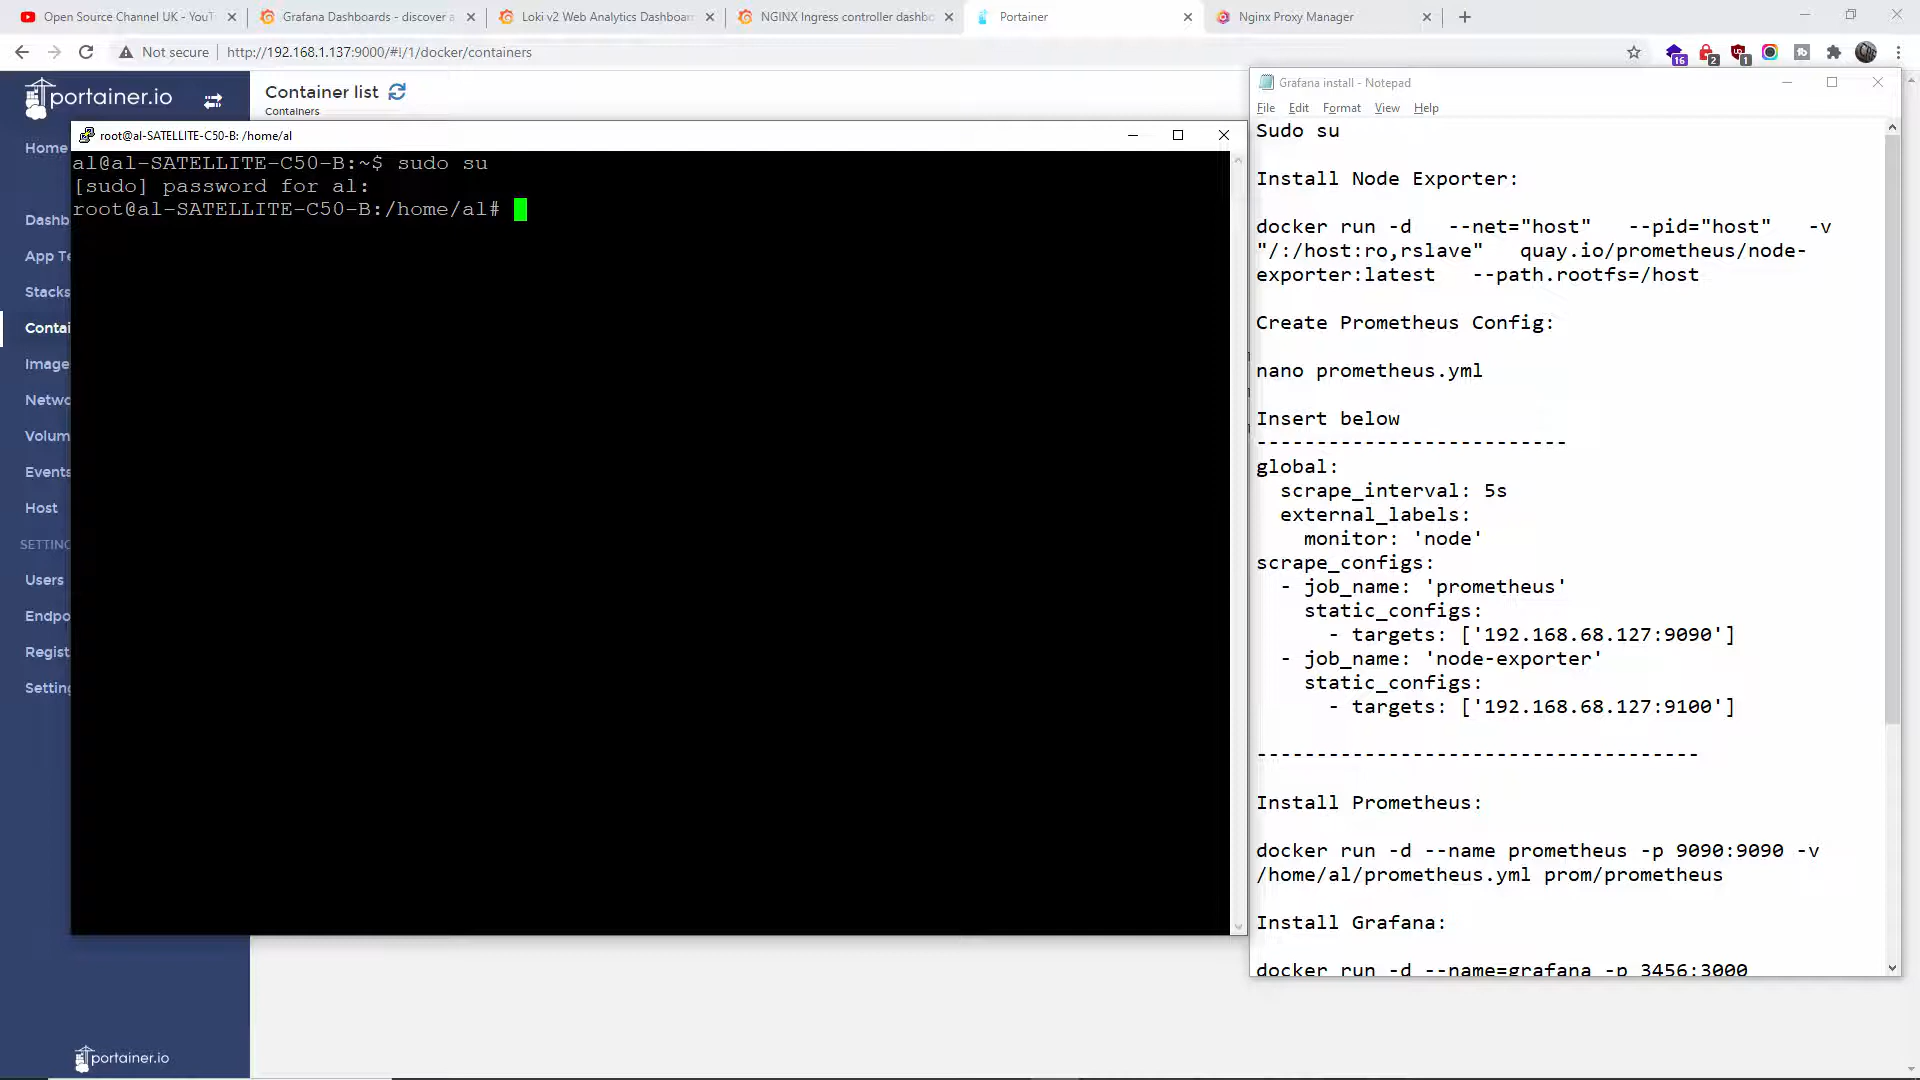 Open Source Channel UK - YouT
Grafana Dashboards - discover a
Loki v2 Web Analytics Dashboar
NGINX Ingress controller dashbo
Portainer
Nginx Proxy Manager
Not secure
http://192.168.1.137:9000/#!/1/docker/containers
16
2
1
portainer.io
Container list
Containers
Home
Dashb
App Te
Stacks
Contai
Image
Netwo
Volum
Events
Host
SETTING
Users
Endpo
Regist
Setting
portainer.io
root@al-SATELLITE-C50-B: /home/al
al@al-SATELLITE-C50-B:~$ sudo su
[sudo] password for al:
root@al-SATELLITE-C50-B:/home/al#
Grafana install - Notepad
File Edit Format View Help
Sudo su
Install Node Exporter:
docker run -d   --net="host"   --pid="host"   -v
"/:/host:ro,rslave"   quay.io/prometheus/node-
exporter:latest   --path.rootfs=/host
Create Prometheus Config:
nano prometheus.yml
Insert below
--------------------------
global:
  scrape_interval: 5s
  external_labels:
    monitor: 'node'
scrape_configs:
  - job_name: 'prometheus'
    static_configs:
      - targets: ['192.168.68.127:9090']
  - job_name: 'node-exporter'
    static_configs:
      - targets: ['192.168.68.127:9100']
-------------------------------------
Install Prometheus:
docker run -d --name prometheus -p 9090:9090 -v
/home/al/prometheus.yml prom/prometheus
Install Grafana:
docker run -d --name=grafana -p 3456:3000